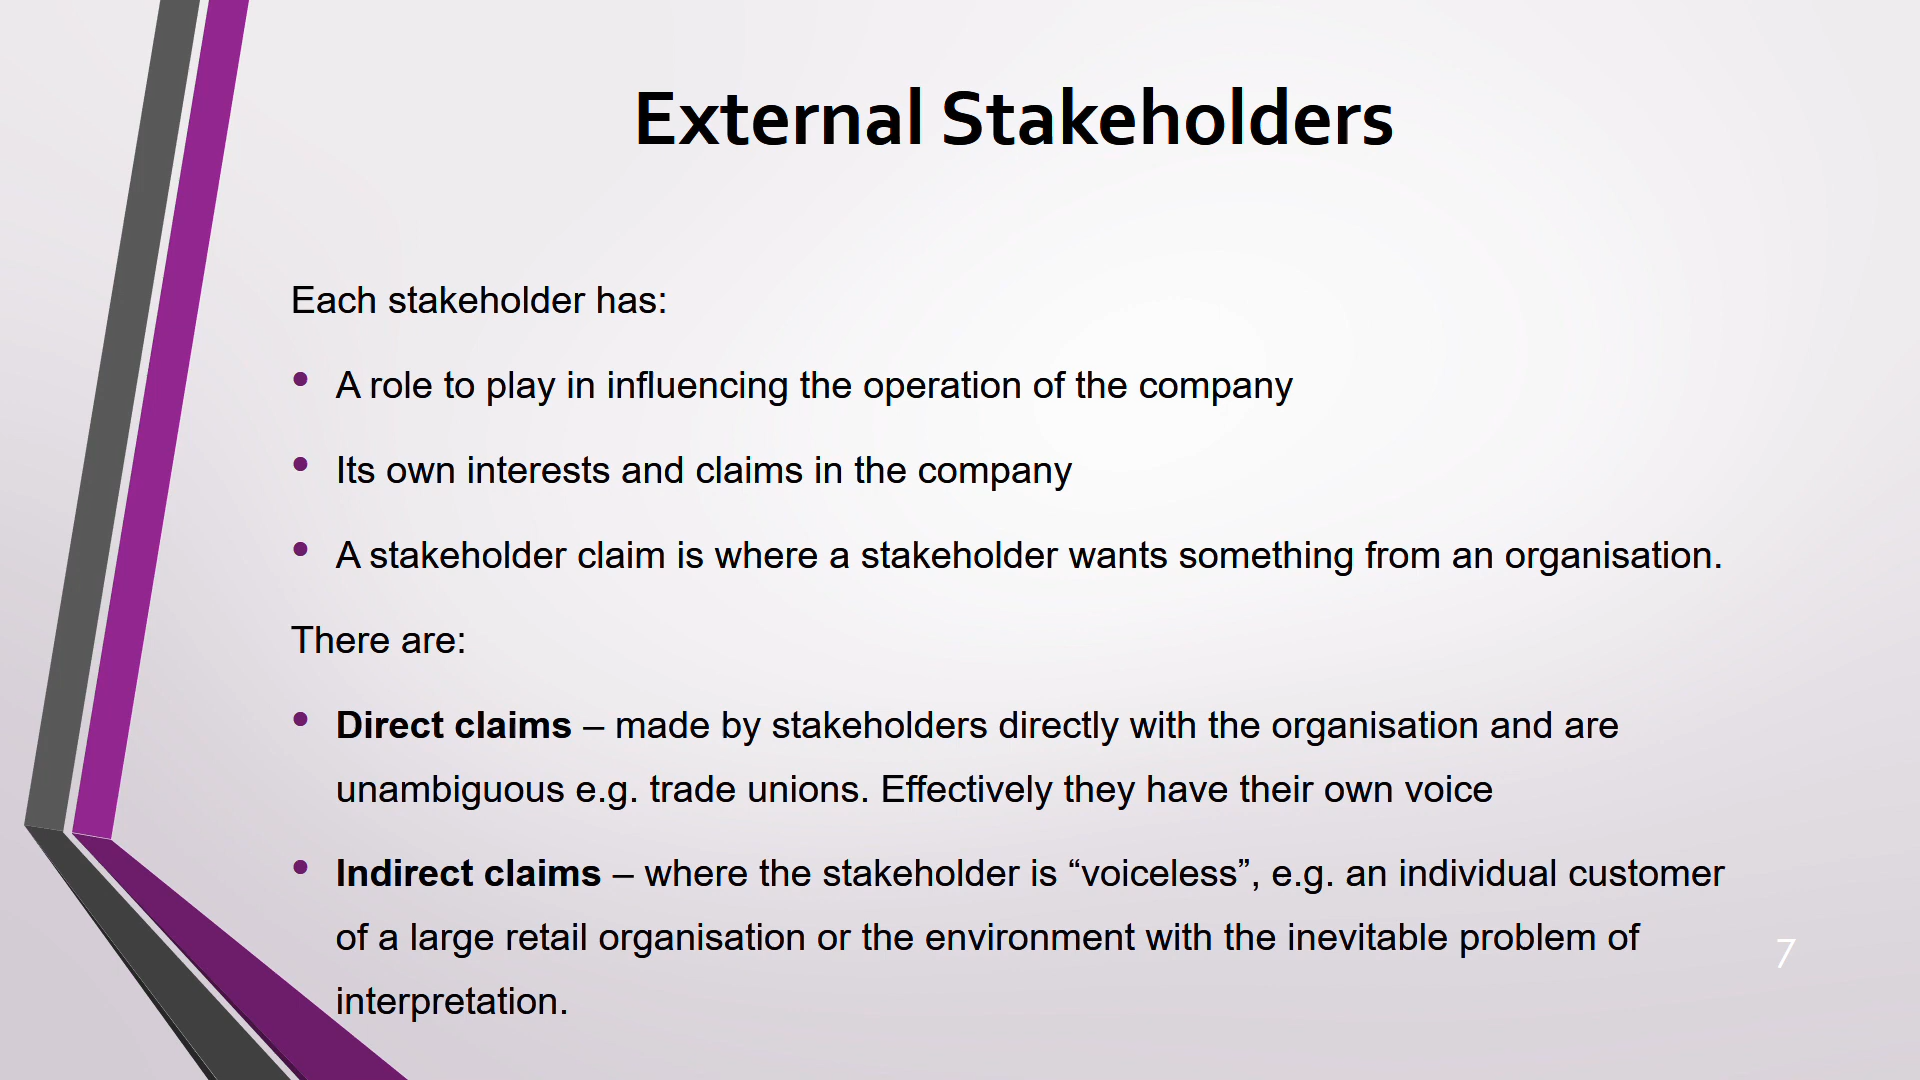 External Stakeholders
Each stakeholder has:
• A role to play in influencing the operation of the company
• Its own interests and claims in the company
• A stakeholder claim is where a stakeholder wants something from an organisation.
There are:
• Direct claims – made by stakeholders directly with the organisation and are
unambiguous e.g. trade unions. Effectively they have their own voice
• Indirect claims – where the stakeholder is “voiceless”, e.g. an individual customer
of a large retail organisation or the environment with the inevitable problem of
interpretation.
7